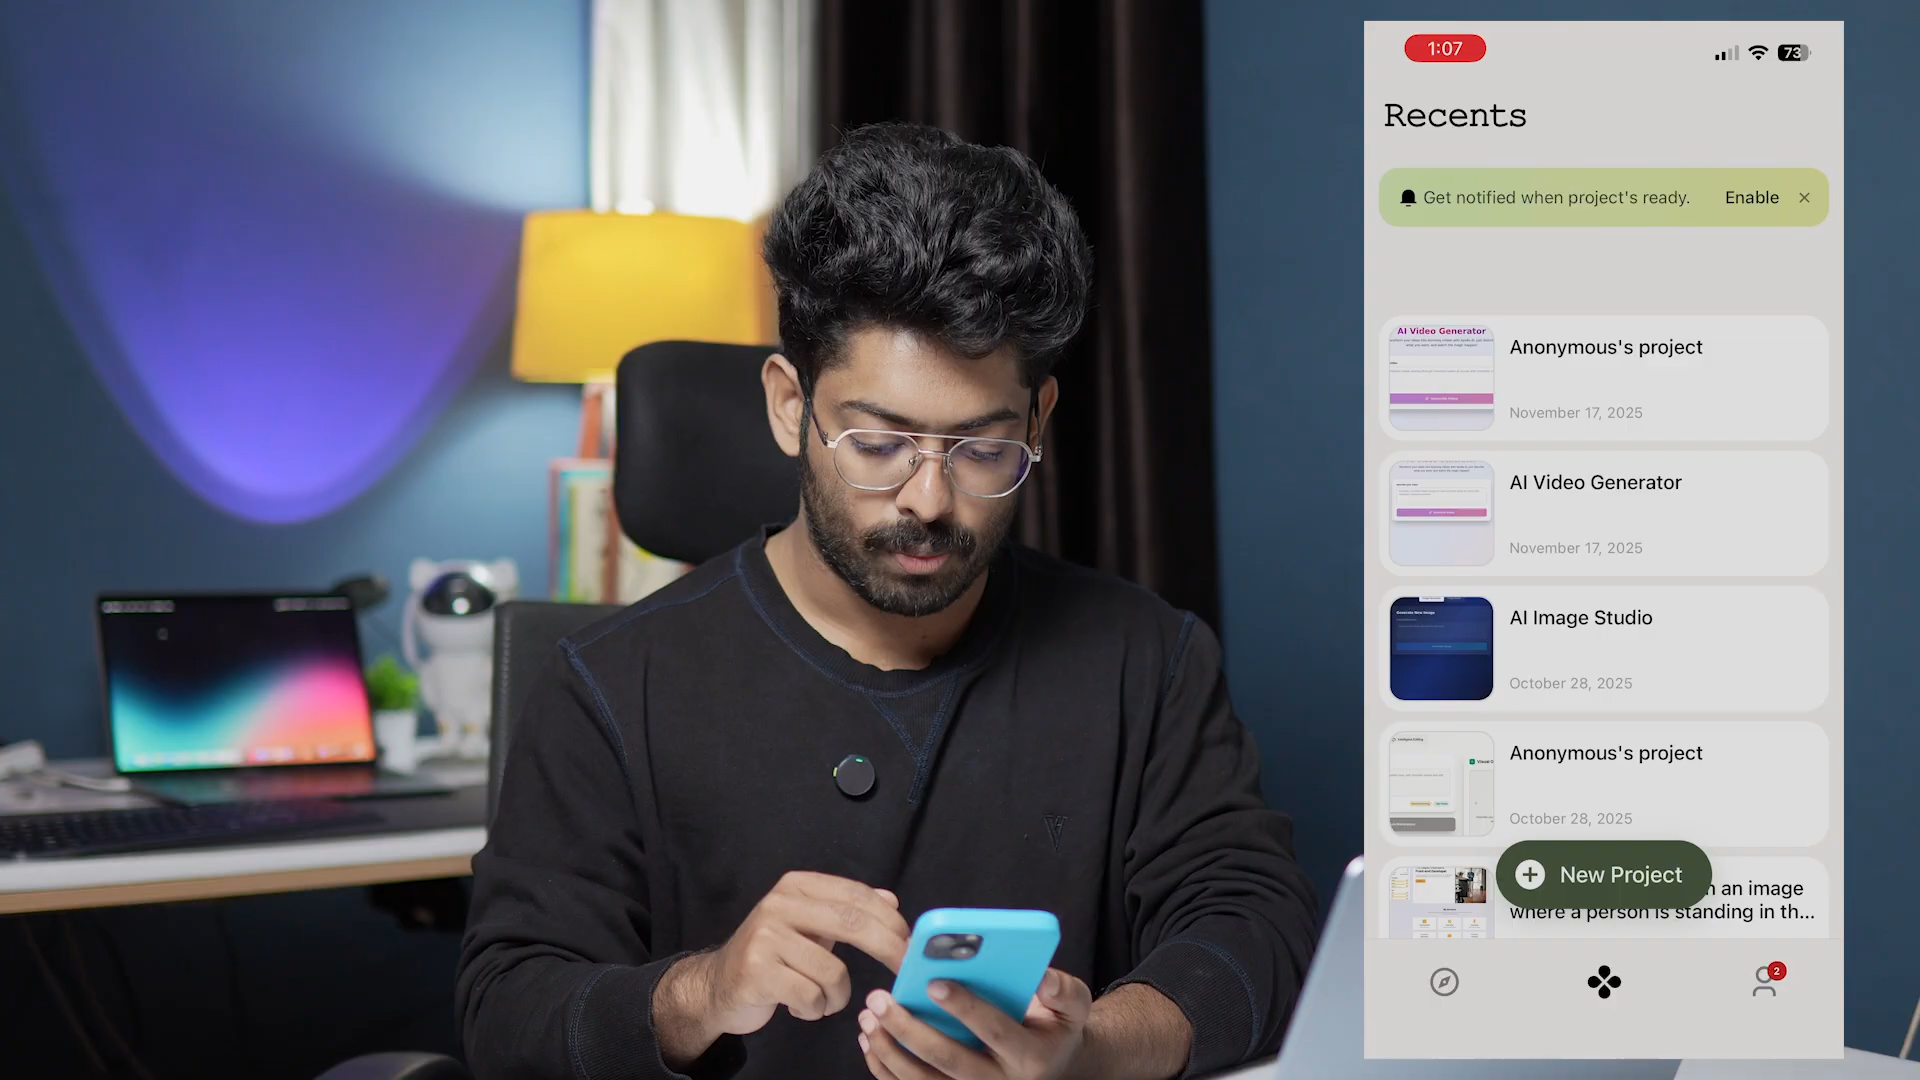 1:07
73
Recents
Get notified when project's ready.
Enable
AI Video Generator
Anonymous's project
November 17, 2025
AI Video Generator
November 17, 2025
AI Image Studio
October 28, 2025
Anonymous's project
October 28, 2025
New Project
an image
where a person is standing in th...
2